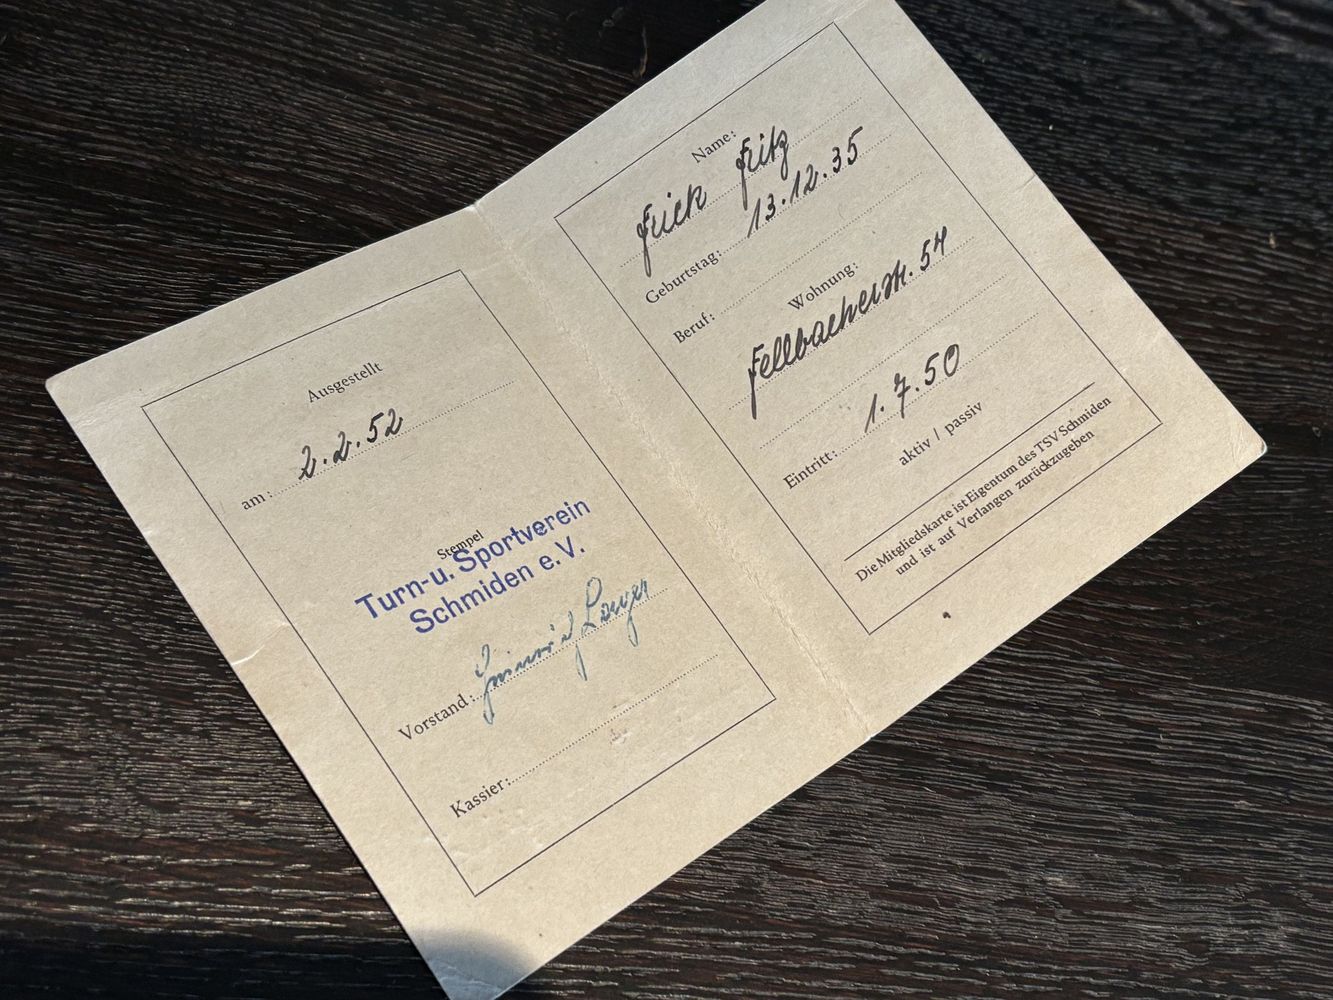 Ausgestellt
am: 2.2.52
Stempel
Turn-u. Sportverein
Schmiden e. V.
Vorstand:
Kassier:
Name:
Frick Fritz
Geburtstag: 13.12.35
Beruf:
Wohnung:
Fellbacherstr. 54
Eintritt: 1.7.50
aktiv / passiv
Die Mitgliedskarte ist Eigentum des TSV Schmiden
und ist auf Verlangen zurückzugeben